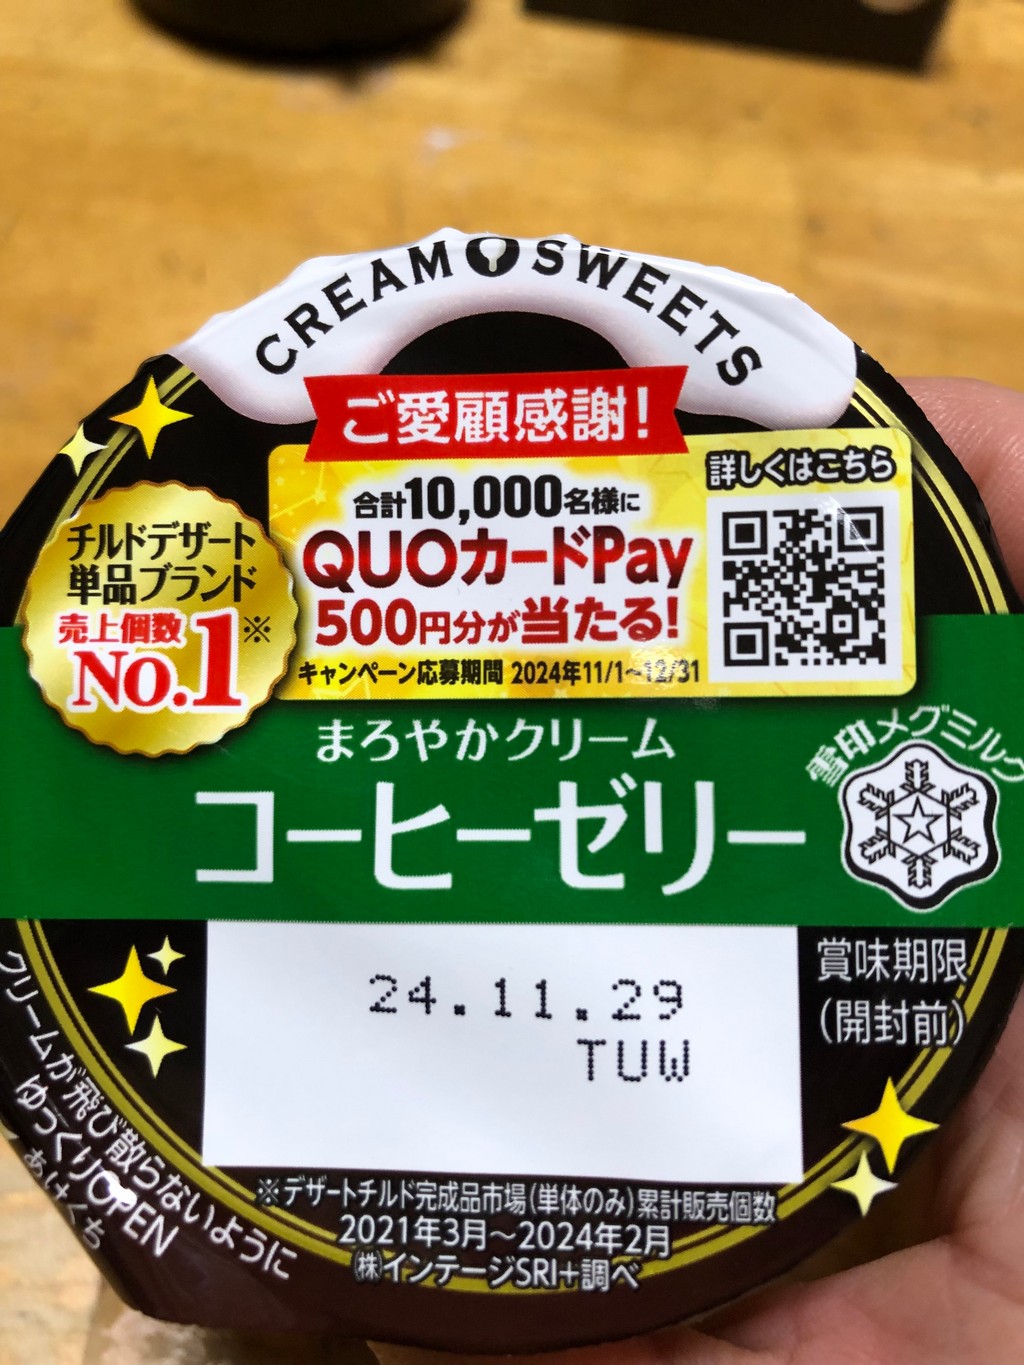 CREAM SWEETS
ご愛顧感謝!
合計10,000名様に
QUOカードPay
500円分が当たる!
キャンペーン応募期間 2024年11/1〜12/31
詳しくはこちら
チルドデザート
単品ブランド
売上個数
No.1※
まろやかクリーム
コーヒーゼリー
雪印メグミルク
24.11.29
TUW
賞味期限
(開封前)
クリームが飛び散らないように
ゆっくりOPEN
あけくち
※デザートチルド完成品市場(単体のみ)累計販売個数
2021年3月〜2024年2月
㈱インテージSRI+調べ